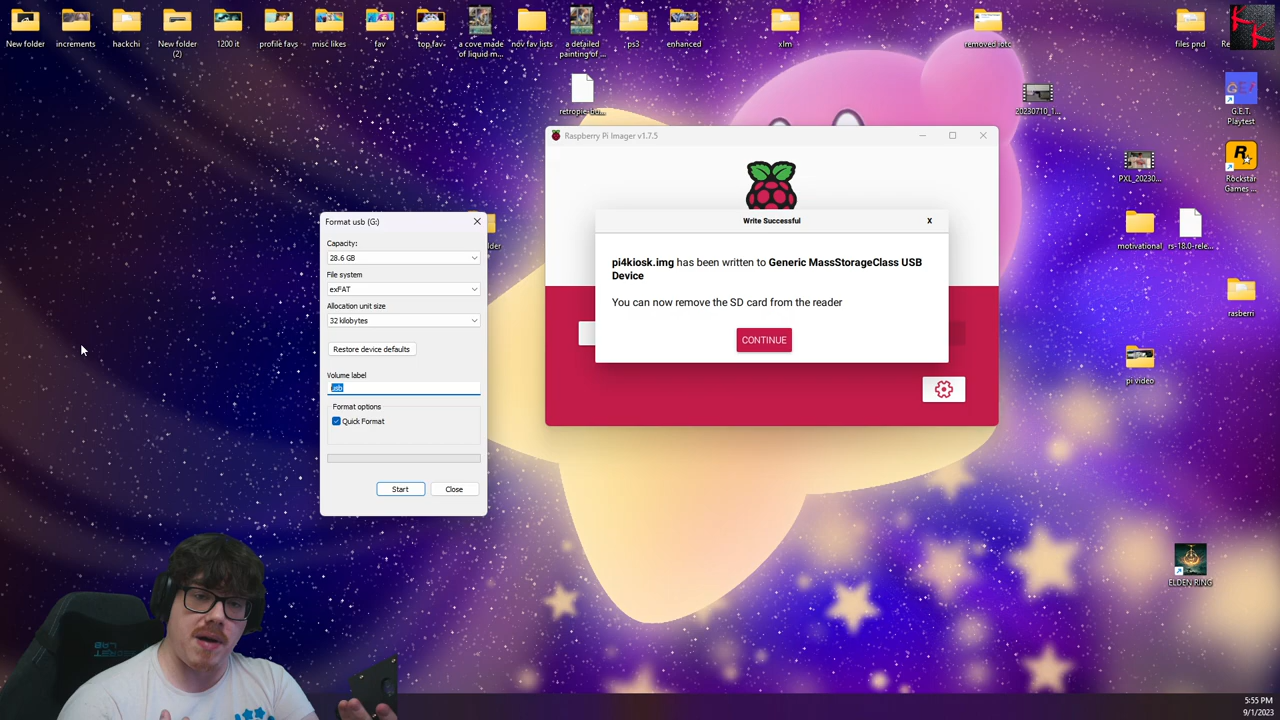 New folder
increments
hackchi
New folder
(2)
1200 it
profile favs
misc likes
fav
top fav
a cove made
of liquid m...
nov fav lists
a detailed
painting of ...
ps3
enhanced
xlm
removed lotc
files pnd
retropie-bu...
20230710_1...
G.E.T.
Playtest
PXL_20230...
Rockstar
Games ...
motivational
rs-18.0-rele...
rasberri
pi video
ELDEN RING
Raspberry Pi Imager v1.7.5
Write Successful
X
pi4kiosk.img has been written to Generic MassStorageClass USB
Device
You can now remove the SD card from the reader
CONTINUE
Format usb (G:)
Capacity:
28.6 GB
File system
exFAT
Allocation unit size
32 kilobytes
Restore device defaults
Volume label
usb
Format options
Quick Format
Start
Close
5:55 PM
9/1/2023